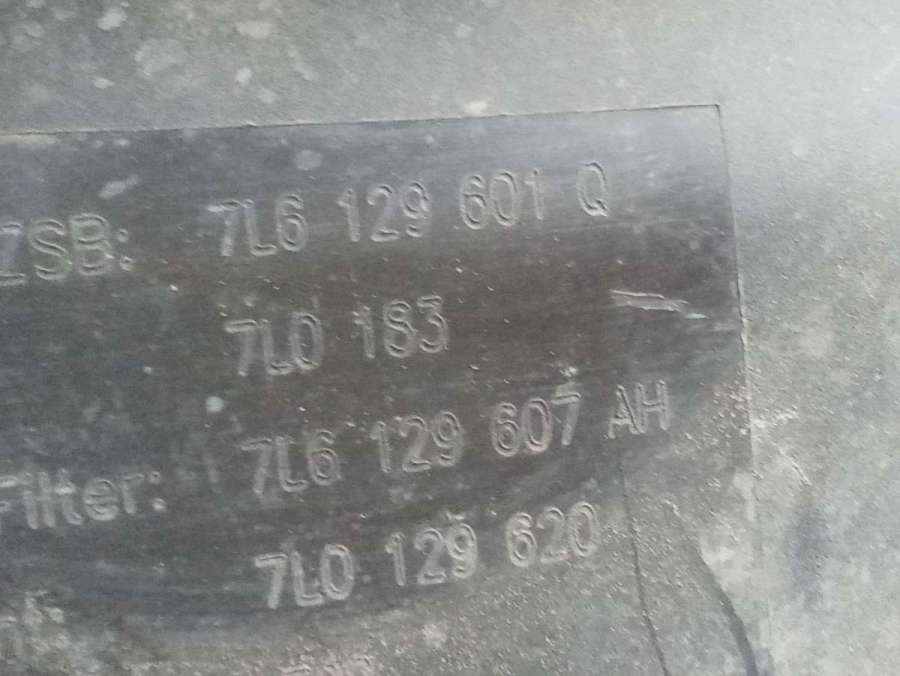 ZSB: 7L6 129 601 Q
7L0 183
Filter: 7L6 129 607 AH
7L0 129 620